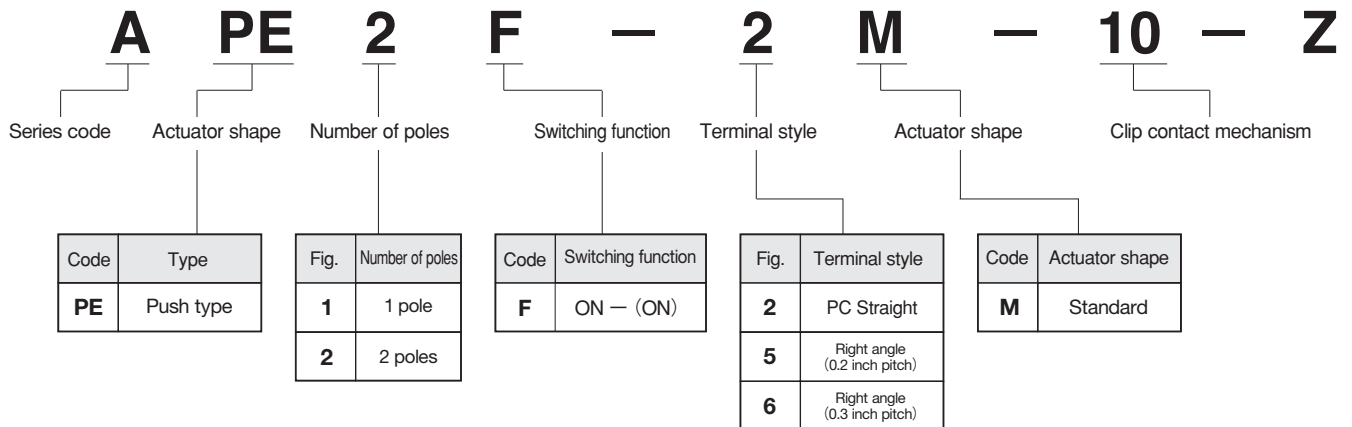 A PE 2 F — 2 M — 10 — Z
Series code Actuator shape Number of poles Switching function Terminal style Actuator shape Clip contact mechanism
Code Type
PE Push type
Fig. Number of poles
1 1 pole
2 2 poles
Code Switching function
F ON — (ON)
Fig. Terminal style
2 PC Straight
5 Right angle
(0.2 inch pitch)
6 Right angle
(0.3 inch pitch)
Code Actuator shape
M Standard